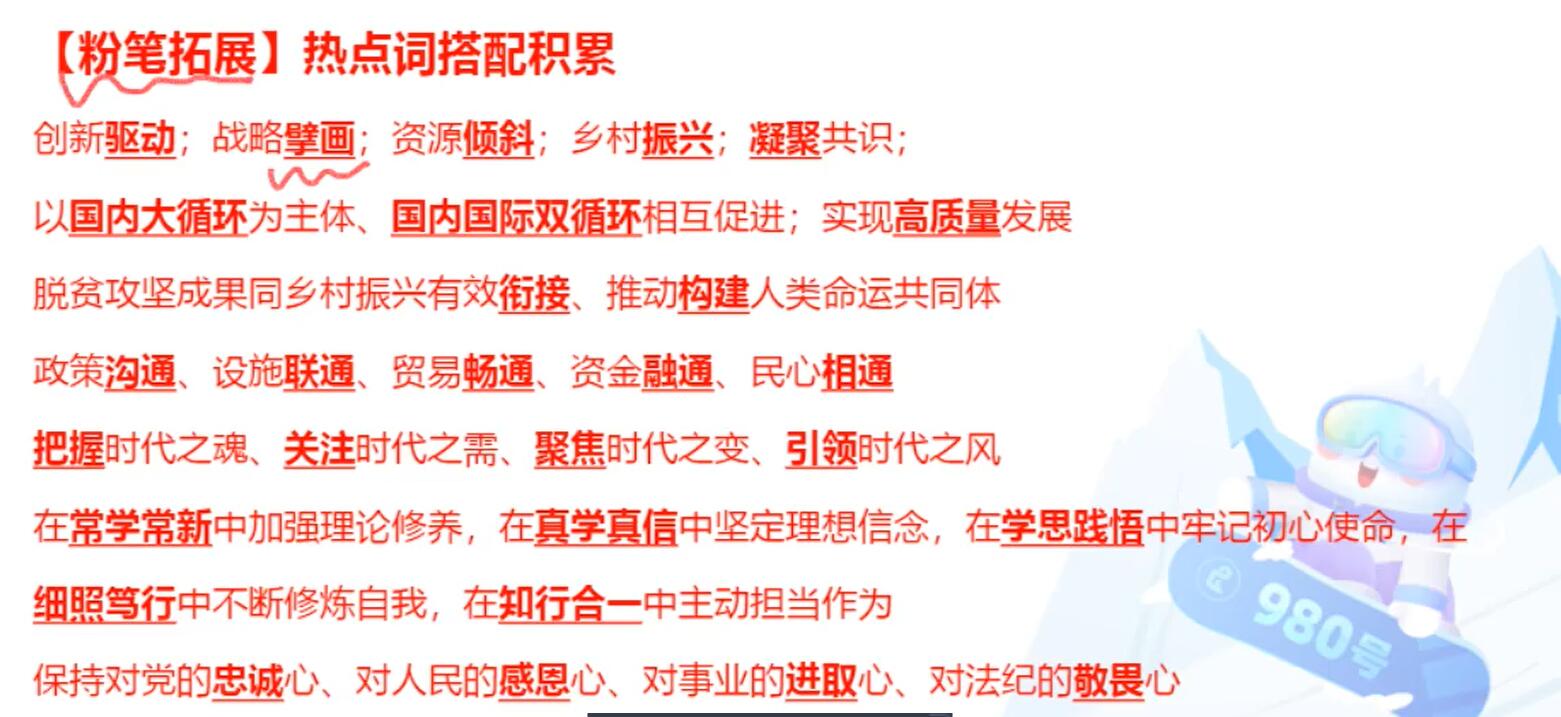 【粉笔拓展】热点词搭配积累
创新驱动；战略擘画；资源倾斜；乡村振兴；凝聚共识；
以国内大循环为主体、国内国际双循环相互促进；实现高质量发展
脱贫攻坚成果同乡村振兴有效衔接、推动构建人类命运共同体
政策沟通、设施联通、贸易畅通、资金融通、民心相通
把握时代之魂、关注时代之需、聚焦时代之变、引领时代之风
在常学常新中加强理论修养，在真学真信中坚定理想信念，在学思践悟中牢记初心使命，在
细照笃行中不断修炼自我，在知行合一中主动担当作为
980号
保持对党的忠诚心、对人民的感恩心、对事业的进取心、对法纪的敬畏心